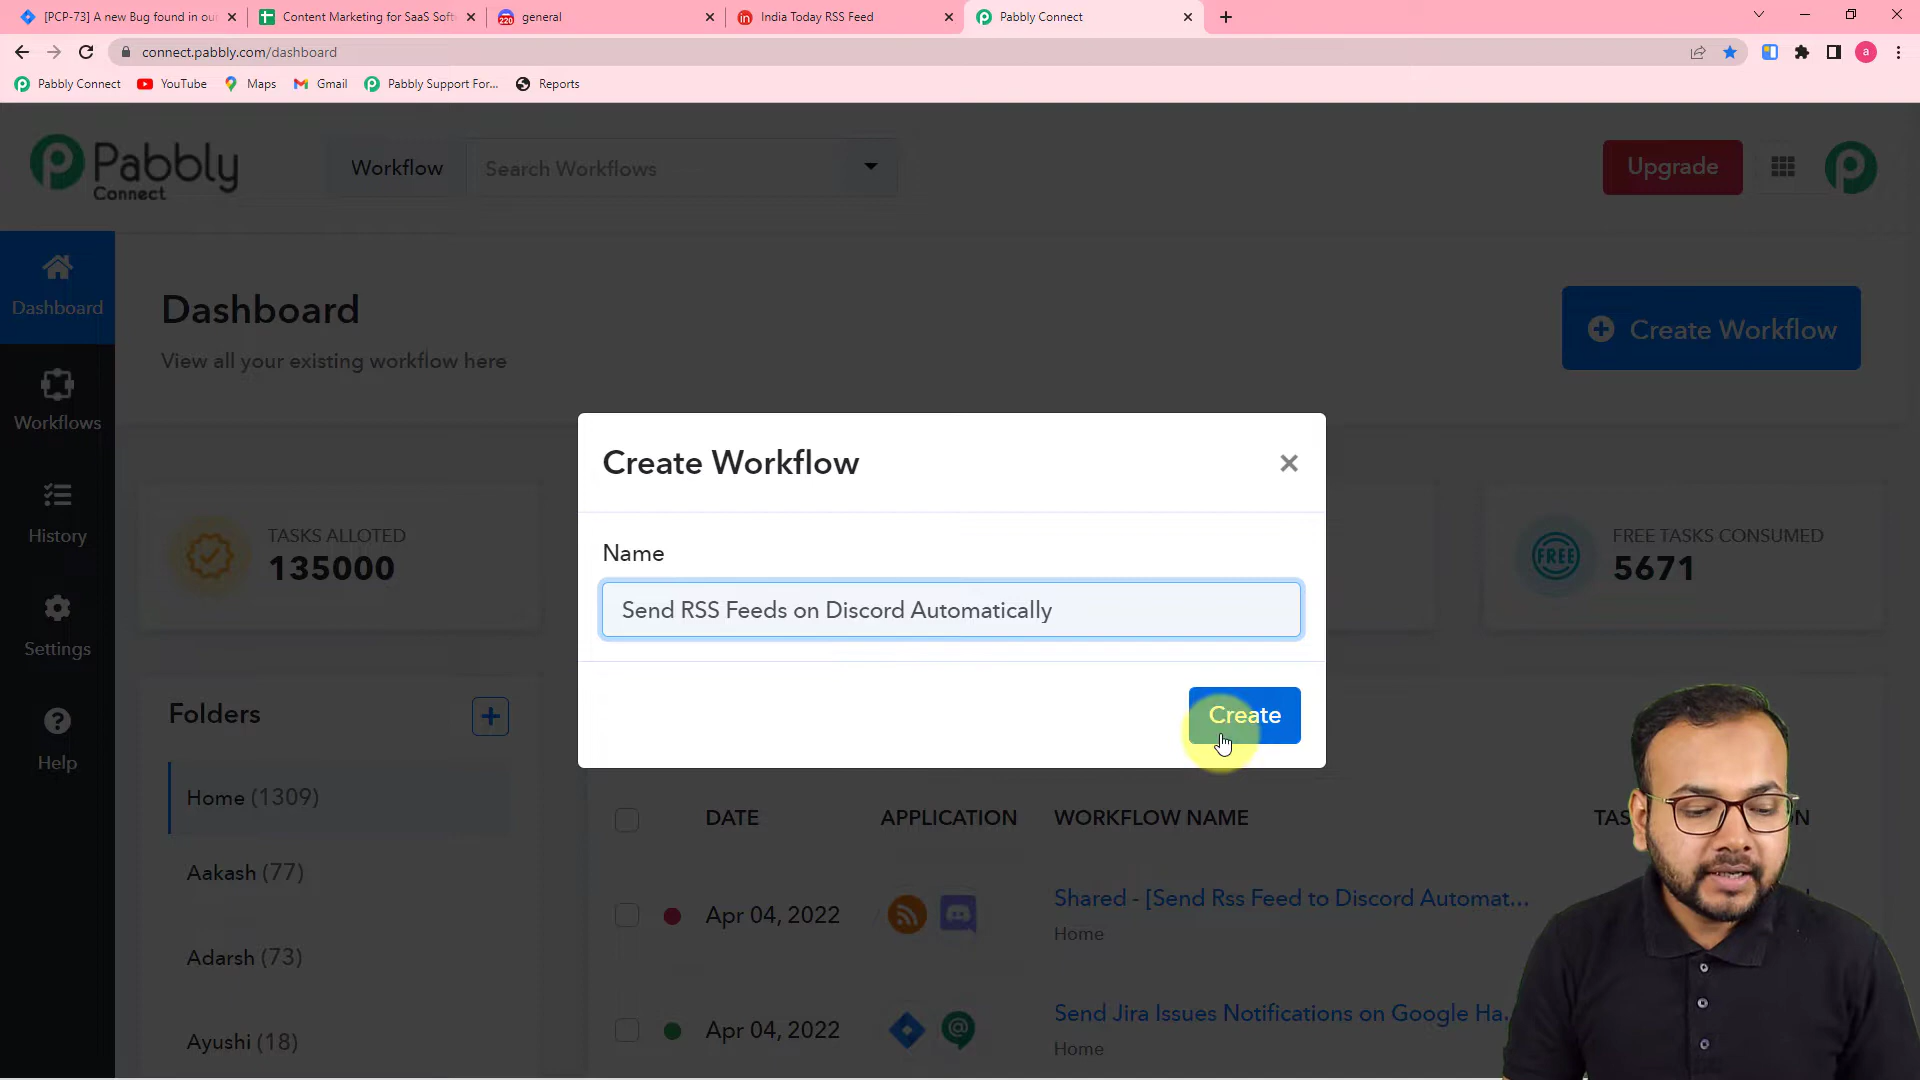 [PCP-73] A new Bug found in ou
Content Marketing for SaaS Soft
220
general
India Today RSS Feed
Pabbly Connect
connect.pabbly.com/dashboard
a
Pabbly Connect
YouTube
Maps
Gmail
Pabbly Support For...
Reports
Pabbly
Connect
Workflow
Search Workflows
Upgrade
Dashboard
Dashboard
View all your existing workflow here
Create Workflow
Workflows
Create Workflow
History
TASKS ALLOTED
135000
Name
Send RSS Feeds on Discord Automatically
FREE
FREE TASKS CONSUMED
5671
Settings
Create
Folders
Help
Home (1309)
DATE
APPLICATION
WORKFLOW NAME
Aakash (77)
Apr 04, 2022
Shared - [Send Rss Feed to Discord Automat...
Home
Adarsh (73)
Apr 04, 2022
Send Jira Issues Notifications on Google Ha.
Home
Ayushi (18)